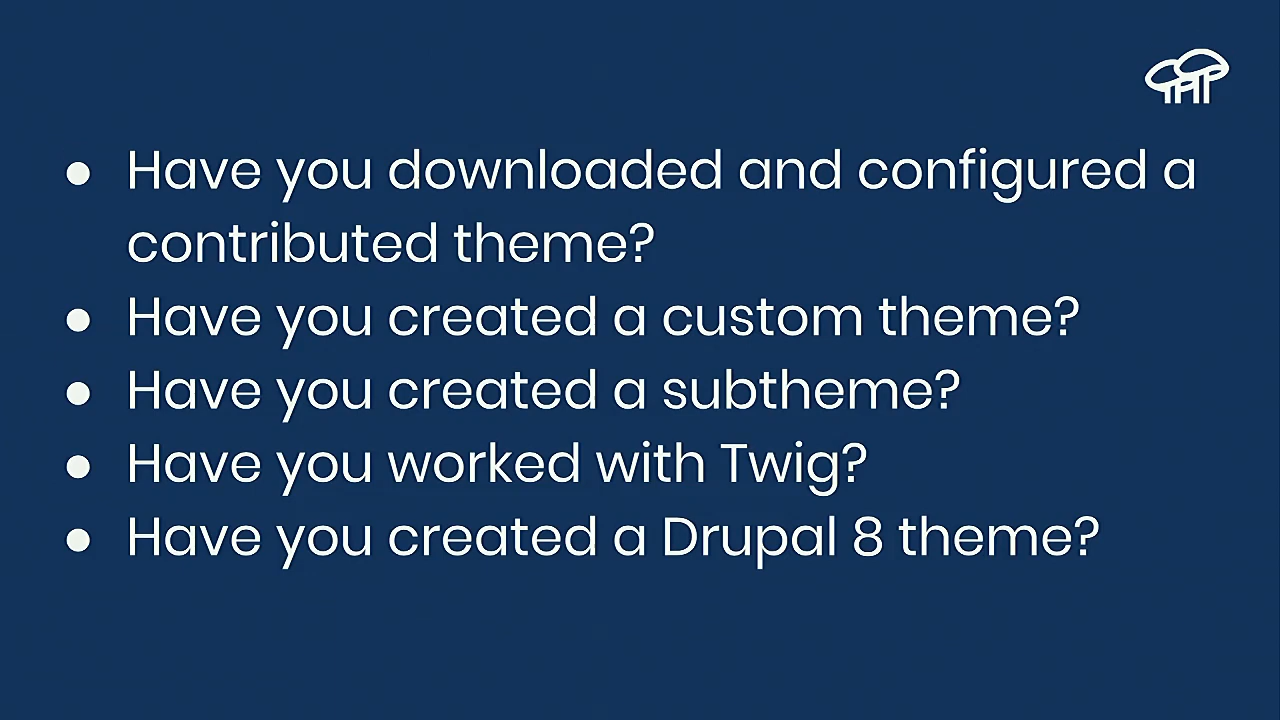 ● Have you downloaded and configured a
contributed theme?
● Have you created a custom theme?
● Have you created a subtheme?
● Have you worked with Twig?
● Have you created a Drupal 8 theme?